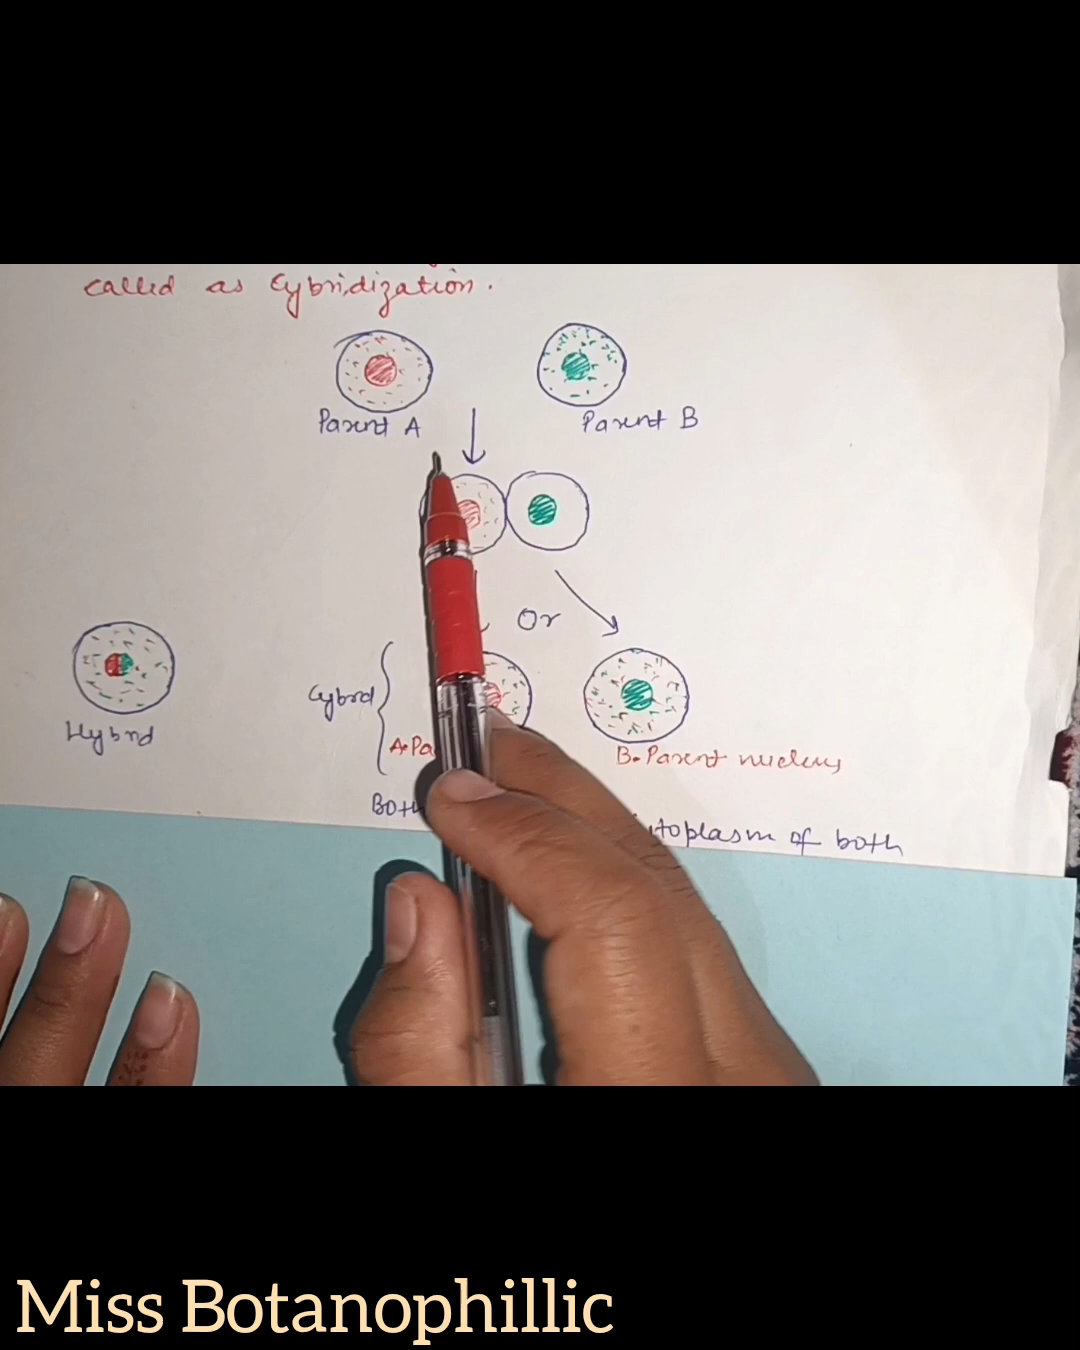 called as Cybridization.
Parent A
Parent B
Or
Cybrid
Hybrid
A.Pa
B.Parent nucleus
Both
toplasm of both
Miss Botanophillic